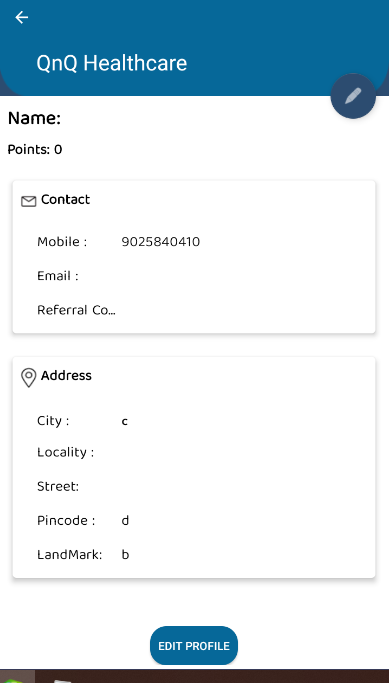 QnQ Healthcare
Name:
Points: 0
Contact
Mobile : 9025840410
Email :
Referral Co...
Address
City : c
Locality :
Street:
Pincode : d
LandMark: b
EDIT PROFILE